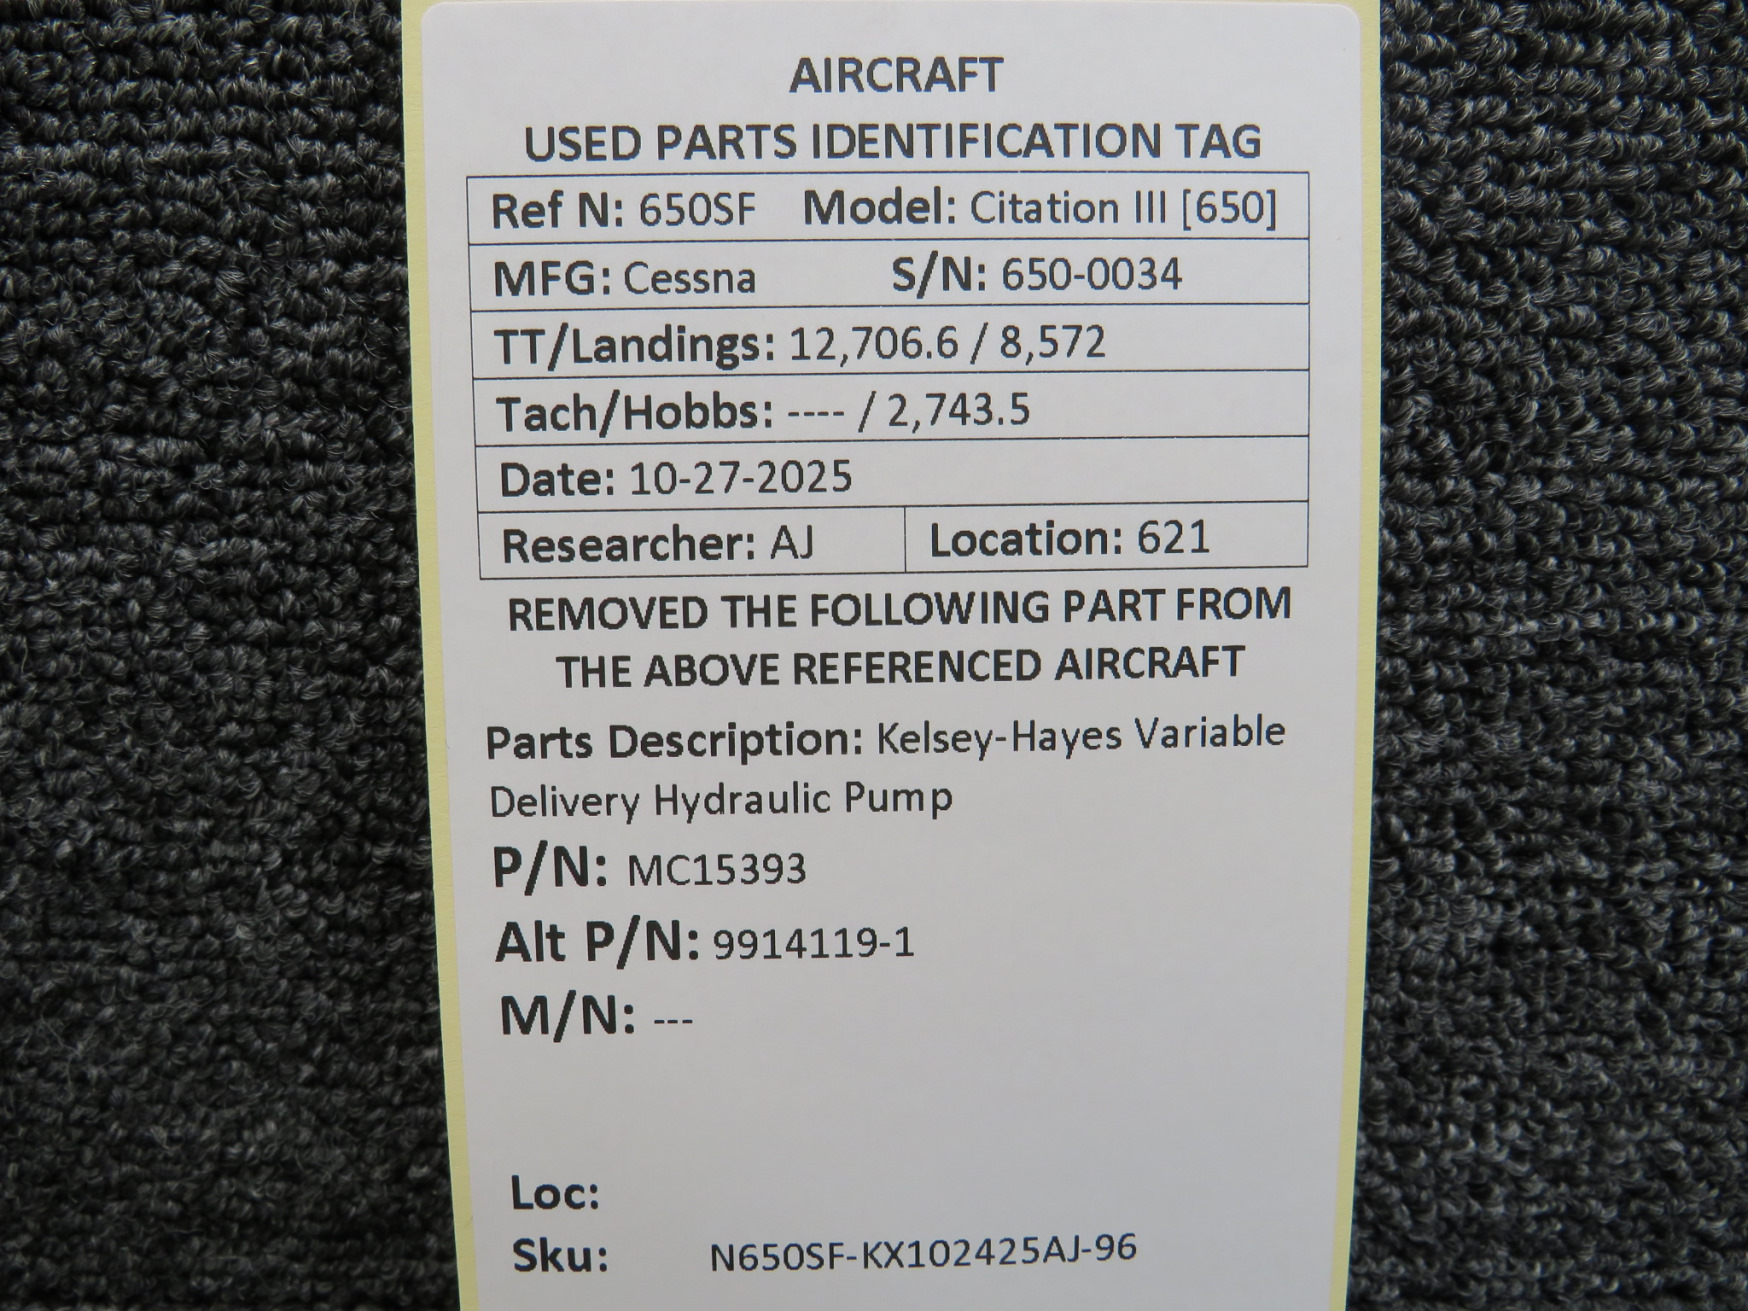 AIRCRAFT
USED PARTS IDENTIFICATION TAG
Ref N: 650SF Model: Citation III [650]
MFG: Cessna S/N: 650-0034
TT/Landings: 12,706.6 / 8,572
Tach/Hobbs: ---- / 2,743.5
Date: 10-27-2025
Researcher: AJ Location: 621
REMOVED THE FOLLOWING PART FROM
THE ABOVE REFERENCED AIRCRAFT
Parts Description: Kelsey-Hayes Variable
Delivery Hydraulic Pump
P/N: MC15393
Alt P/N: 9914119-1
M/N: ---
Loc:
Sku: N650SF-KX102425AJ-96